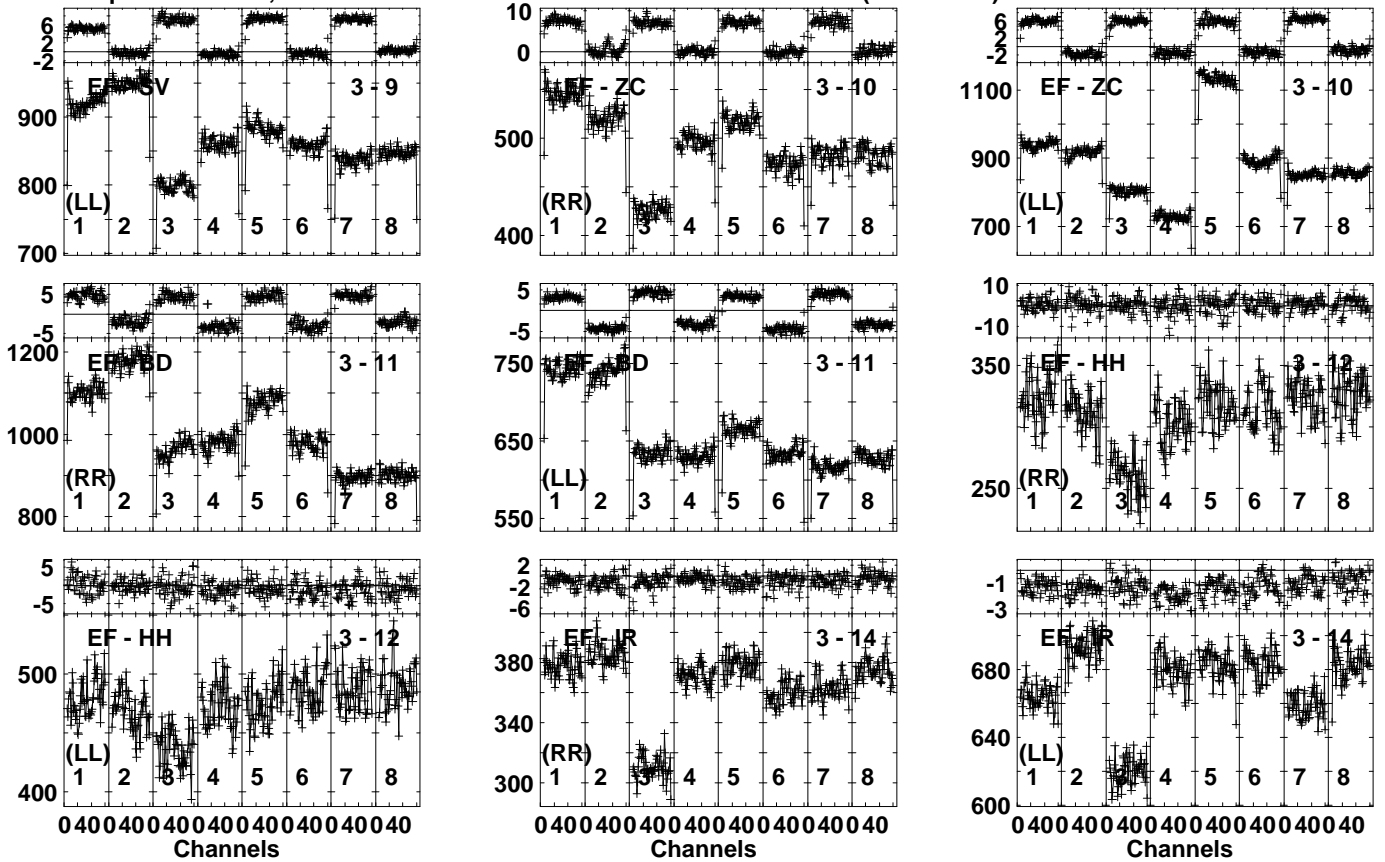 6
2
-2
EF - SV 3 - 9
900
800
700
(LL)
1 2 3 4 5 6 7 8
10
0
EF - ZC 3 - 10
500
400
(RR)
1 2 3 4 5 6 7 8
6
2
-2
EF - ZC 3 - 10
1100
900
700
(LL)
1 2 3 4 5 6 7 8
5
-5
EF - BD 3 - 11
1200
1000
800
(RR)
1 2 3 4 5 6 7 8
5
-5
EF - BD 3 - 11
750
650
550
(LL)
1 2 3 4 5 6 7 8
10
-10
EF - HH 3 - 12
350
250
(RR)
1 2 3 4 5 6 7 8
5
-5
EF - HH 3 - 12
500
400
(LL)
1 2 3 4 5 6 7 8
0 40 0 40 0 40 0 40 0 40 0 40 0 40 0 40
Channels
2
-2
-6
EF - IR 3 - 14
380
340
300
(RR)
1 2 3 4 5 6 7 8
0 40 0 40 0 40 0 40 0 40 0 40 0 40 0 40
Channels
-1
-3
EF - IR 3 - 14
680
640
600
(LL)
1 2 3 4 5 6 7 8
0 40 0 40 0 40 0 40 0 40 0 40 0 40 0 40
Channels